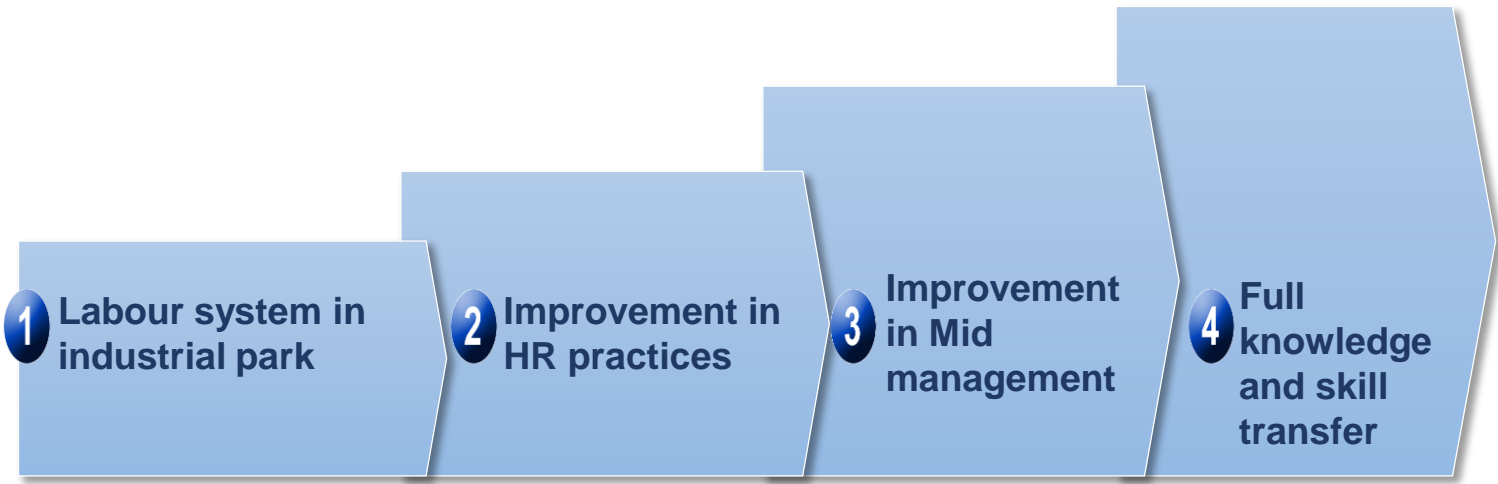 1
Labour system in
industrial park
2
Improvement in
HR practices
3
Improvement
in Mid
management
4
Full
knowledge
and skill
transfer